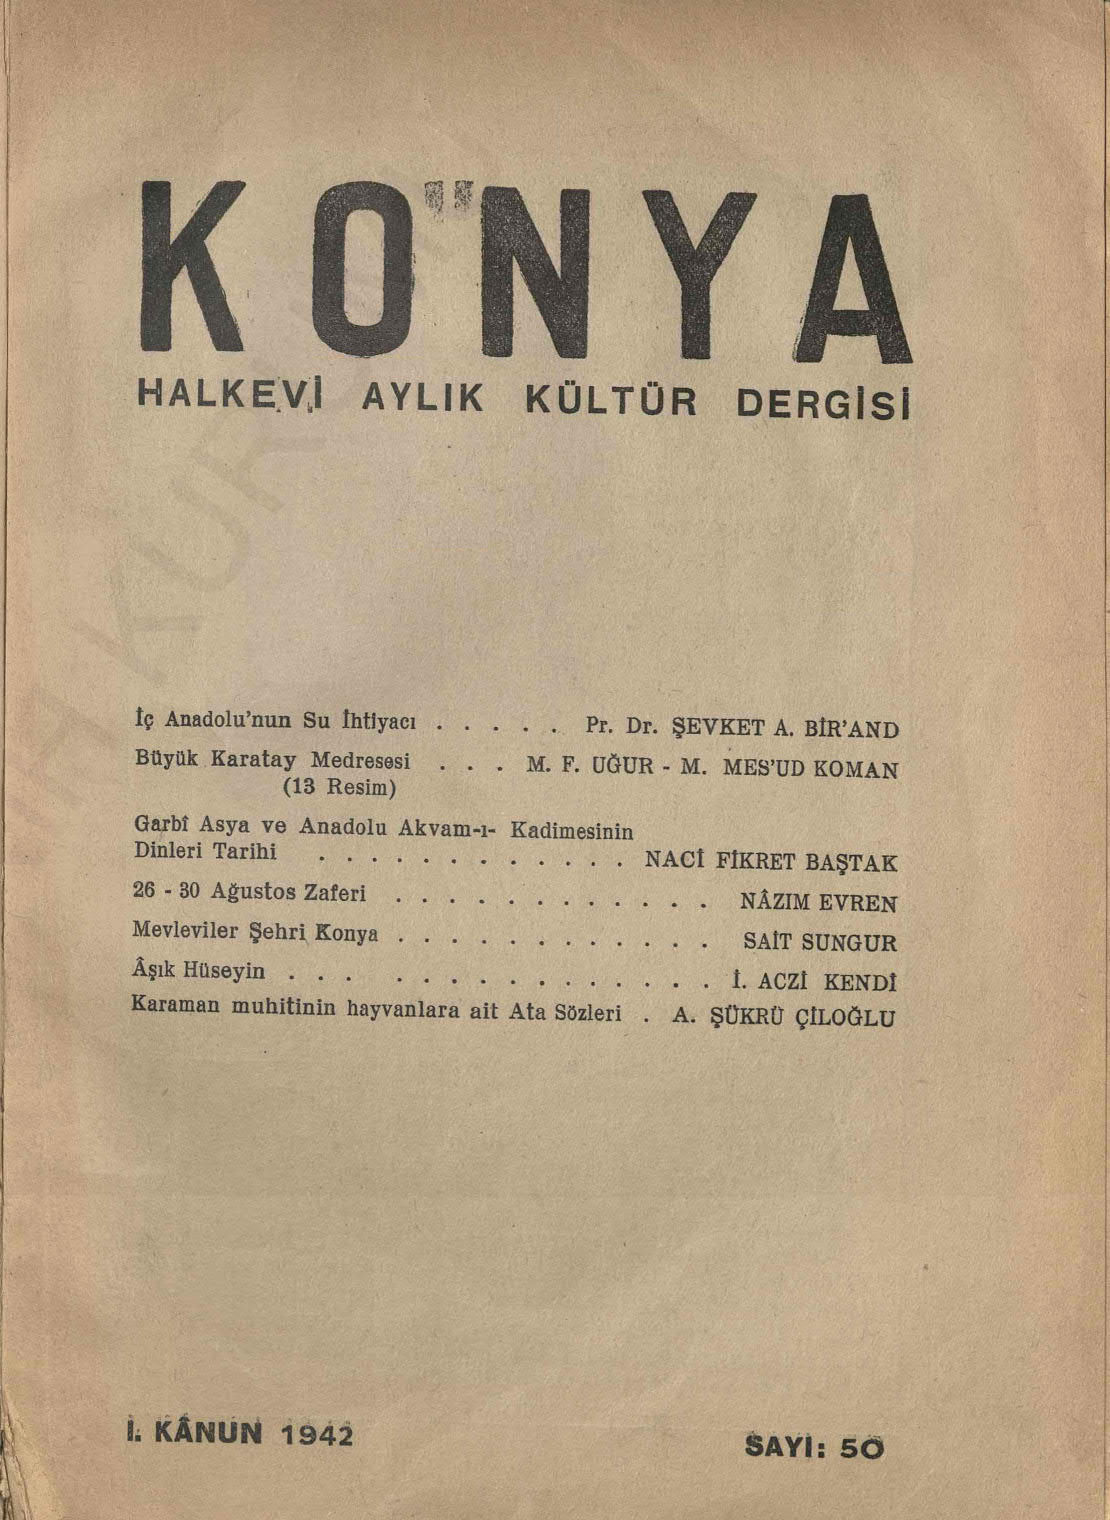 KONYA
HALKEVİ AYLIK KÜLTÜR DERGİSİ
İç Anadolu'nun Su İhtiyacı . . . . . Pr. Dr. ŞEVKET A. BİR'AND
Büyük Karatay Medresesi . . . M. F. UĞUR - M. MES'UD KOMAN
(13 Resim)
Garbî Asya ve Anadolu Akvam-ı- Kadimesinin
Dinleri Tarihi . . . . . . . . . . . . NACİ FİKRET BAŞTAK
26 - 30 Ağustos Zaferi . . . . . . . . . . . . NÂZIM EVREN
Mevleviler Şehri Konya . . . . . . . . . . . . SAİT SUNGUR
Âşık Hüseyin . . . . . . . . . . . . . . . İ. ACZİ KENDİ
Karaman muhitinin hayvanlara ait Ata Sözleri . A. ŞÜKRÜ ÇİLOĞLU
İ. KÂNUN 1942
SAYI: 50